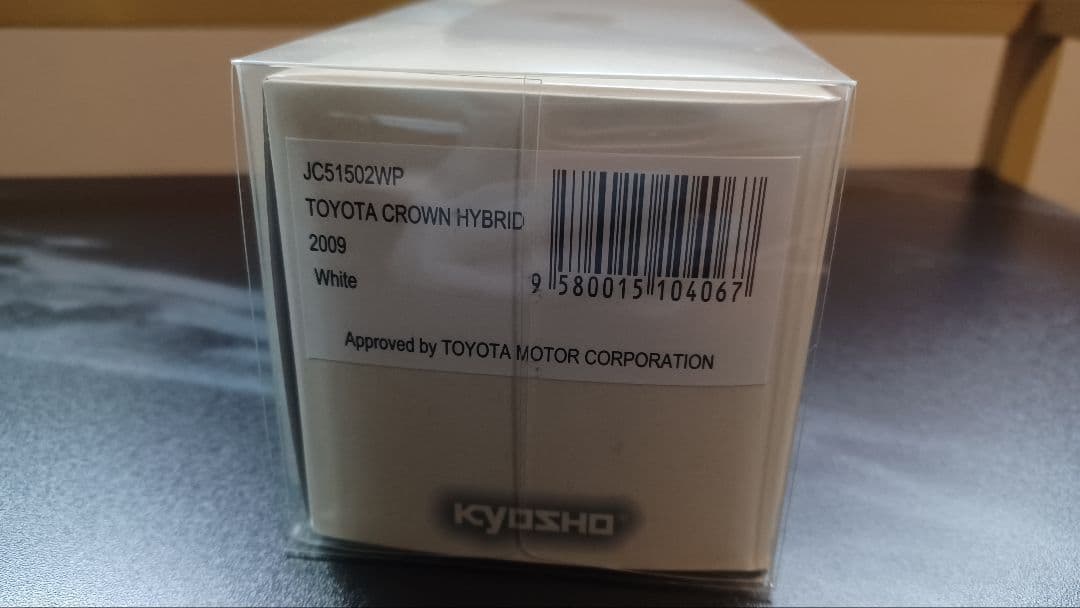 JC51502WP
TOYOTA CROWN HYBRID
2009
White
9 580015 104067
Approved by TOYOTA MOTOR CORPORATION
KYOSHO